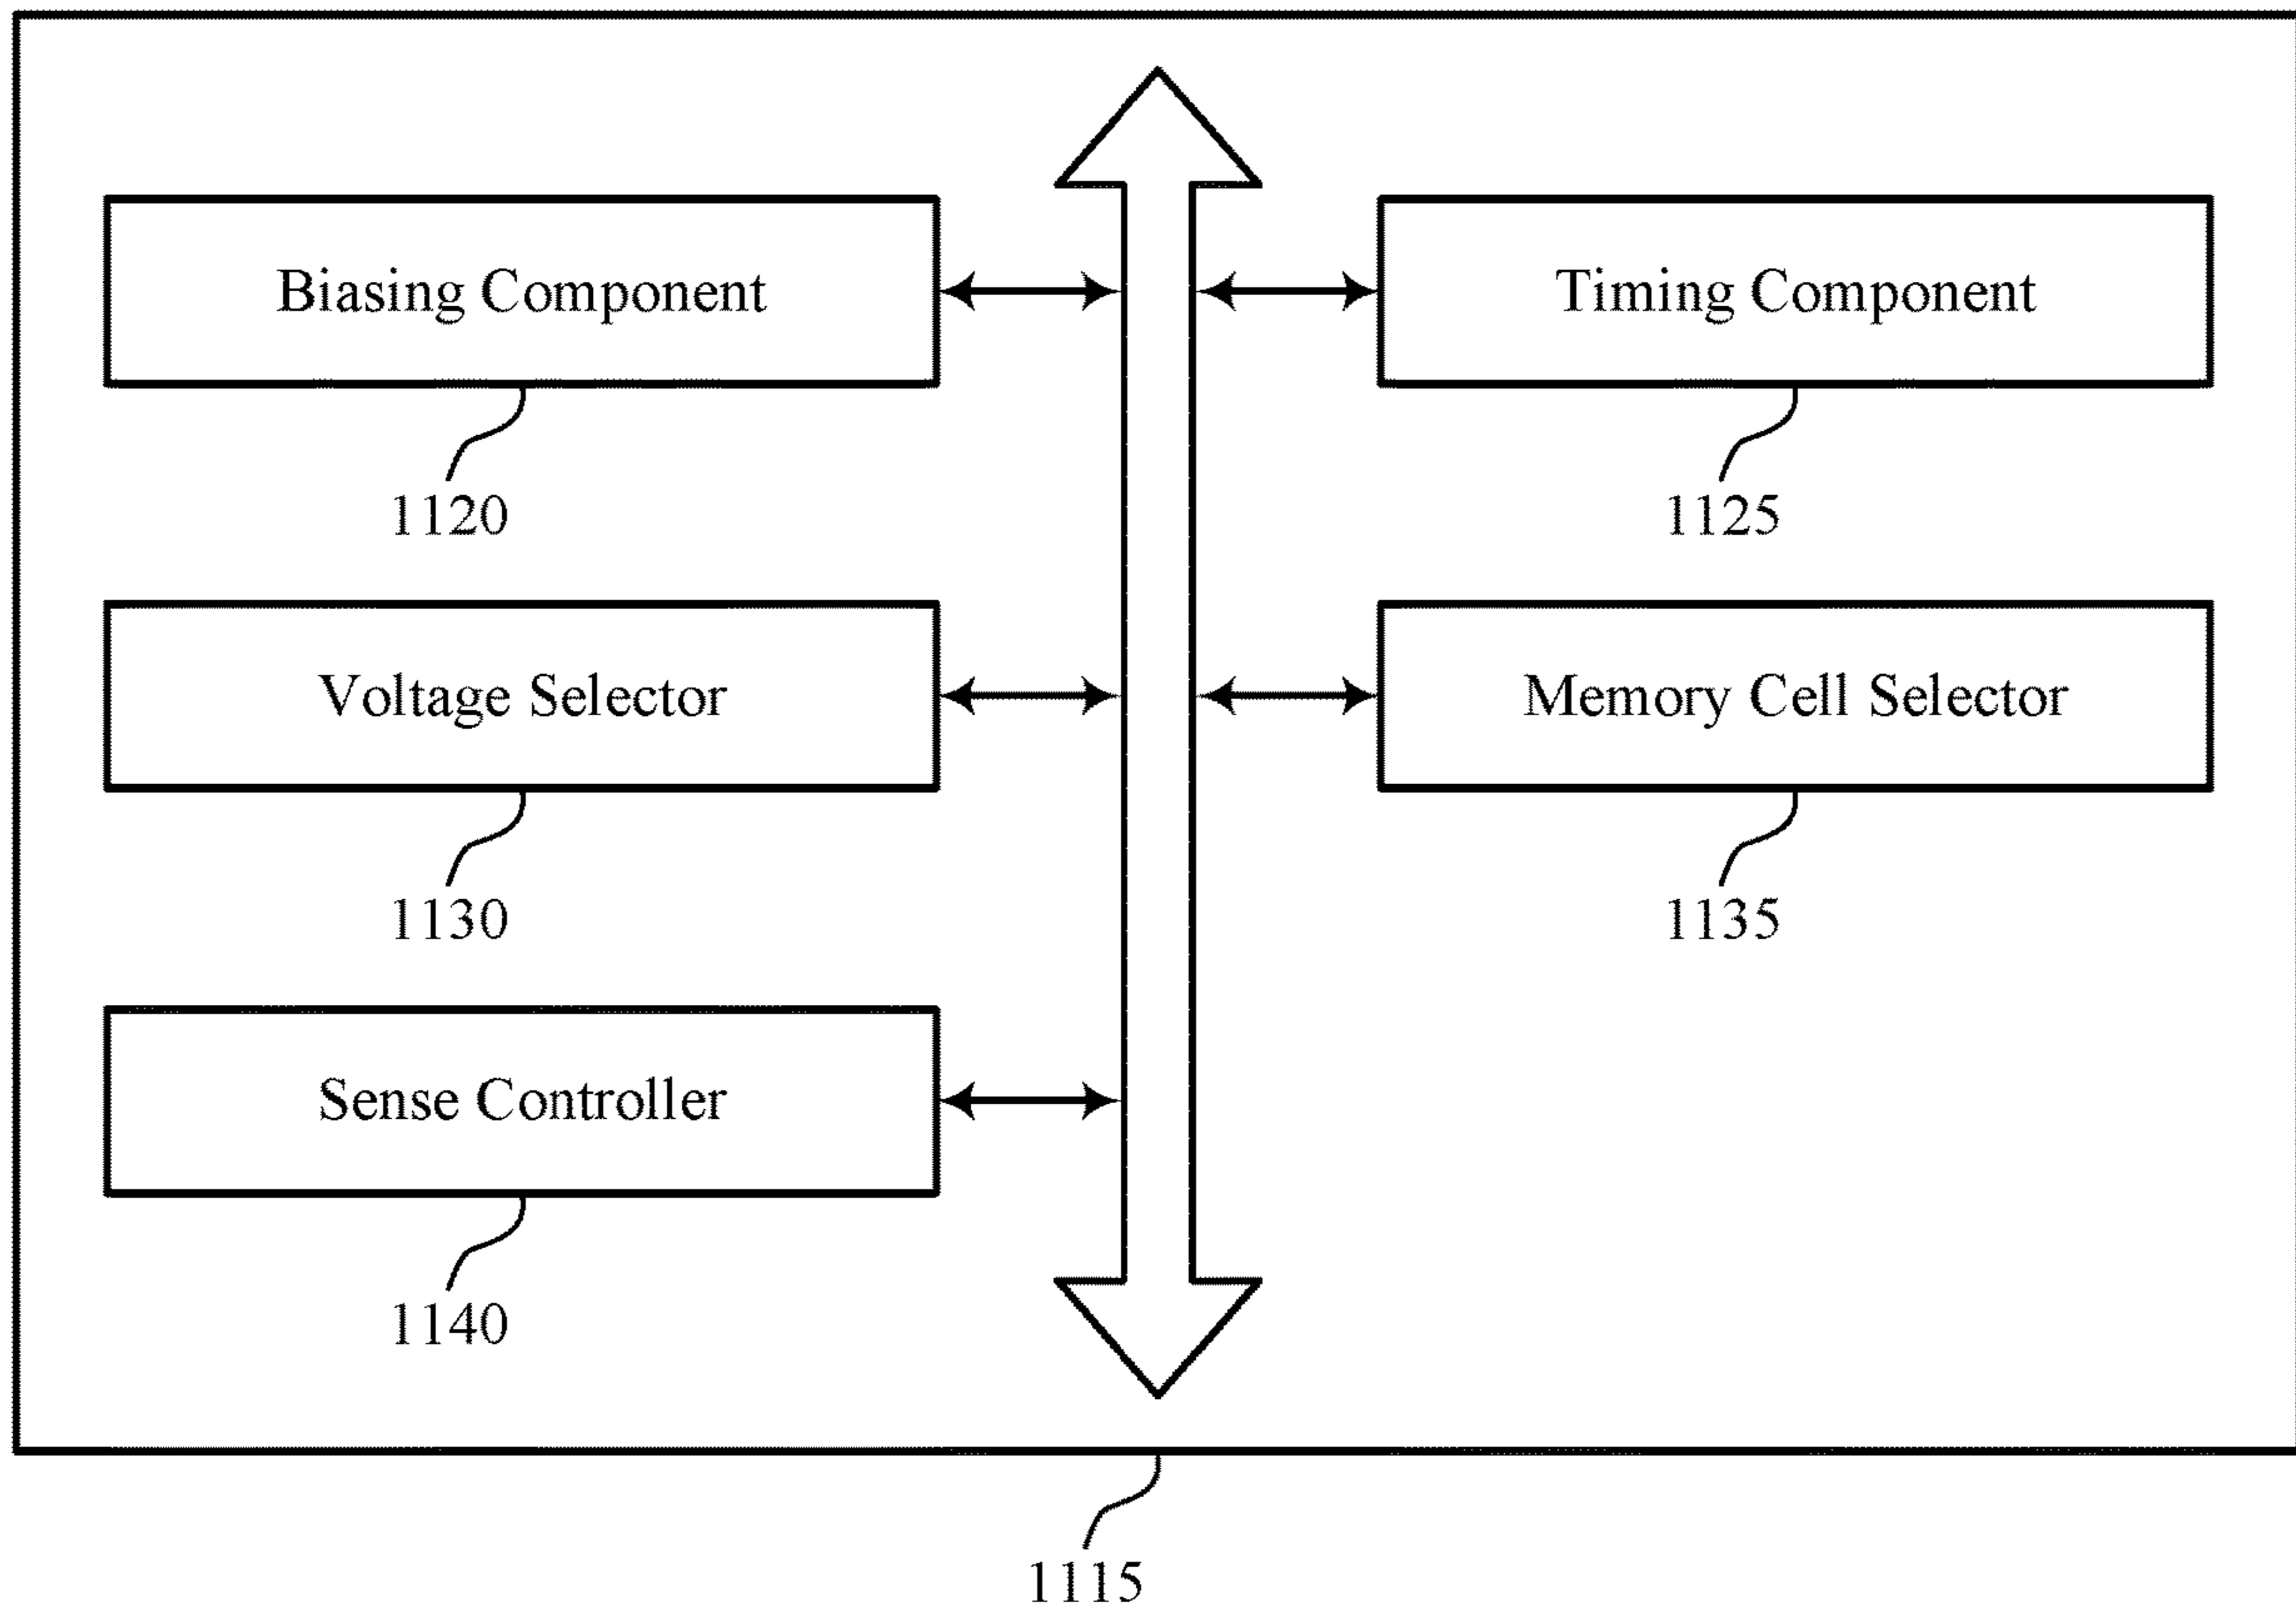 Biasing Component
Timing Component
1120
1125
Voltage Selector
Memory Cell Selector
1130
1135
Sense Controller
1140
1115